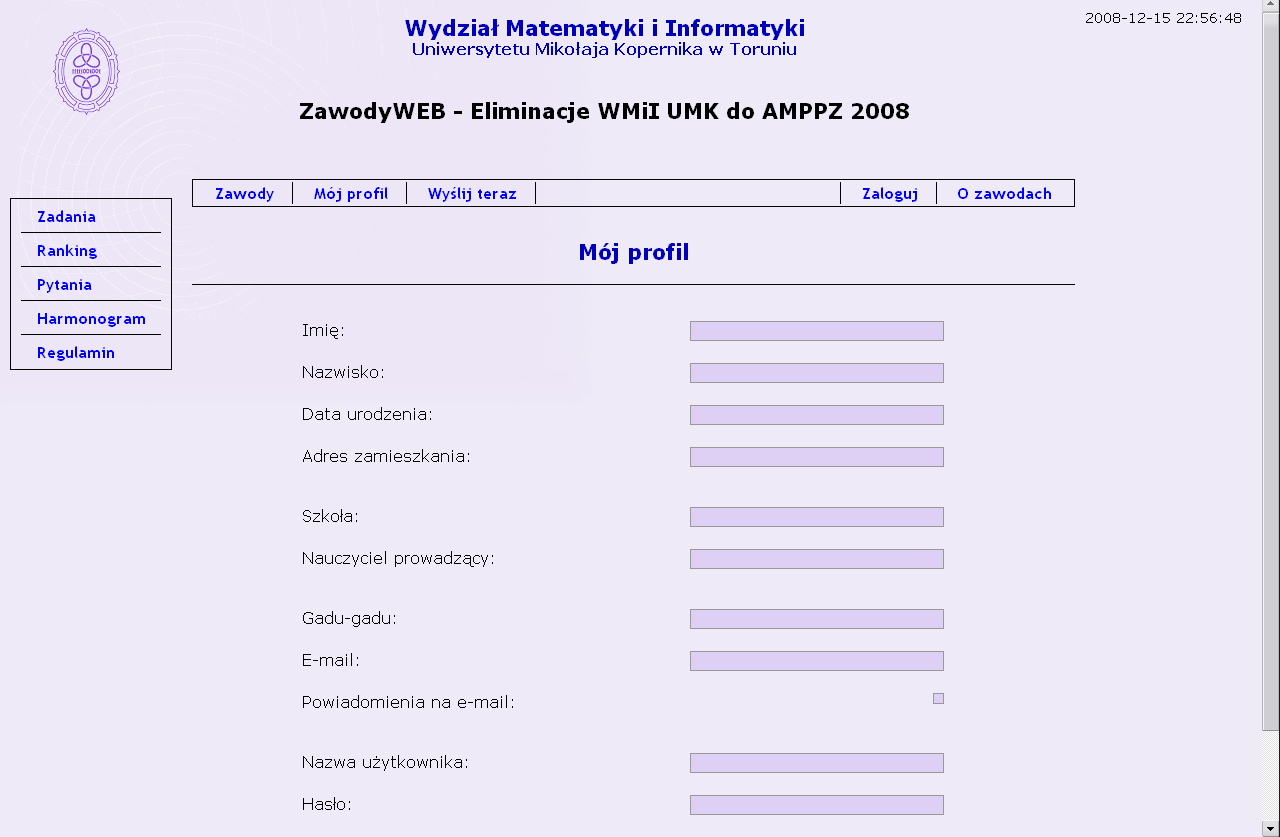 2008-12-15 22:56:48
Wydział Matematyki i Informatyki
Uniwersytetu Mikołaja Kopernika w Toruniu
ZawodyWEB - Eliminacje WMiI UMK do AMPPZ 2008
Zawody Mój profil Wyślij teraz Zaloguj O zawodach
Zadania
Ranking
Pytania
Harmonogram
Regulamin
Mój profil
Imię:
Nazwisko:
Data urodzenia:
Adres zamieszkania:
Szkoła:
Nauczyciel prowadzący:
Gadu-gadu:
E-mail:
Powiadomienia na e-mail:
Nazwa użytkownika:
Hasło: